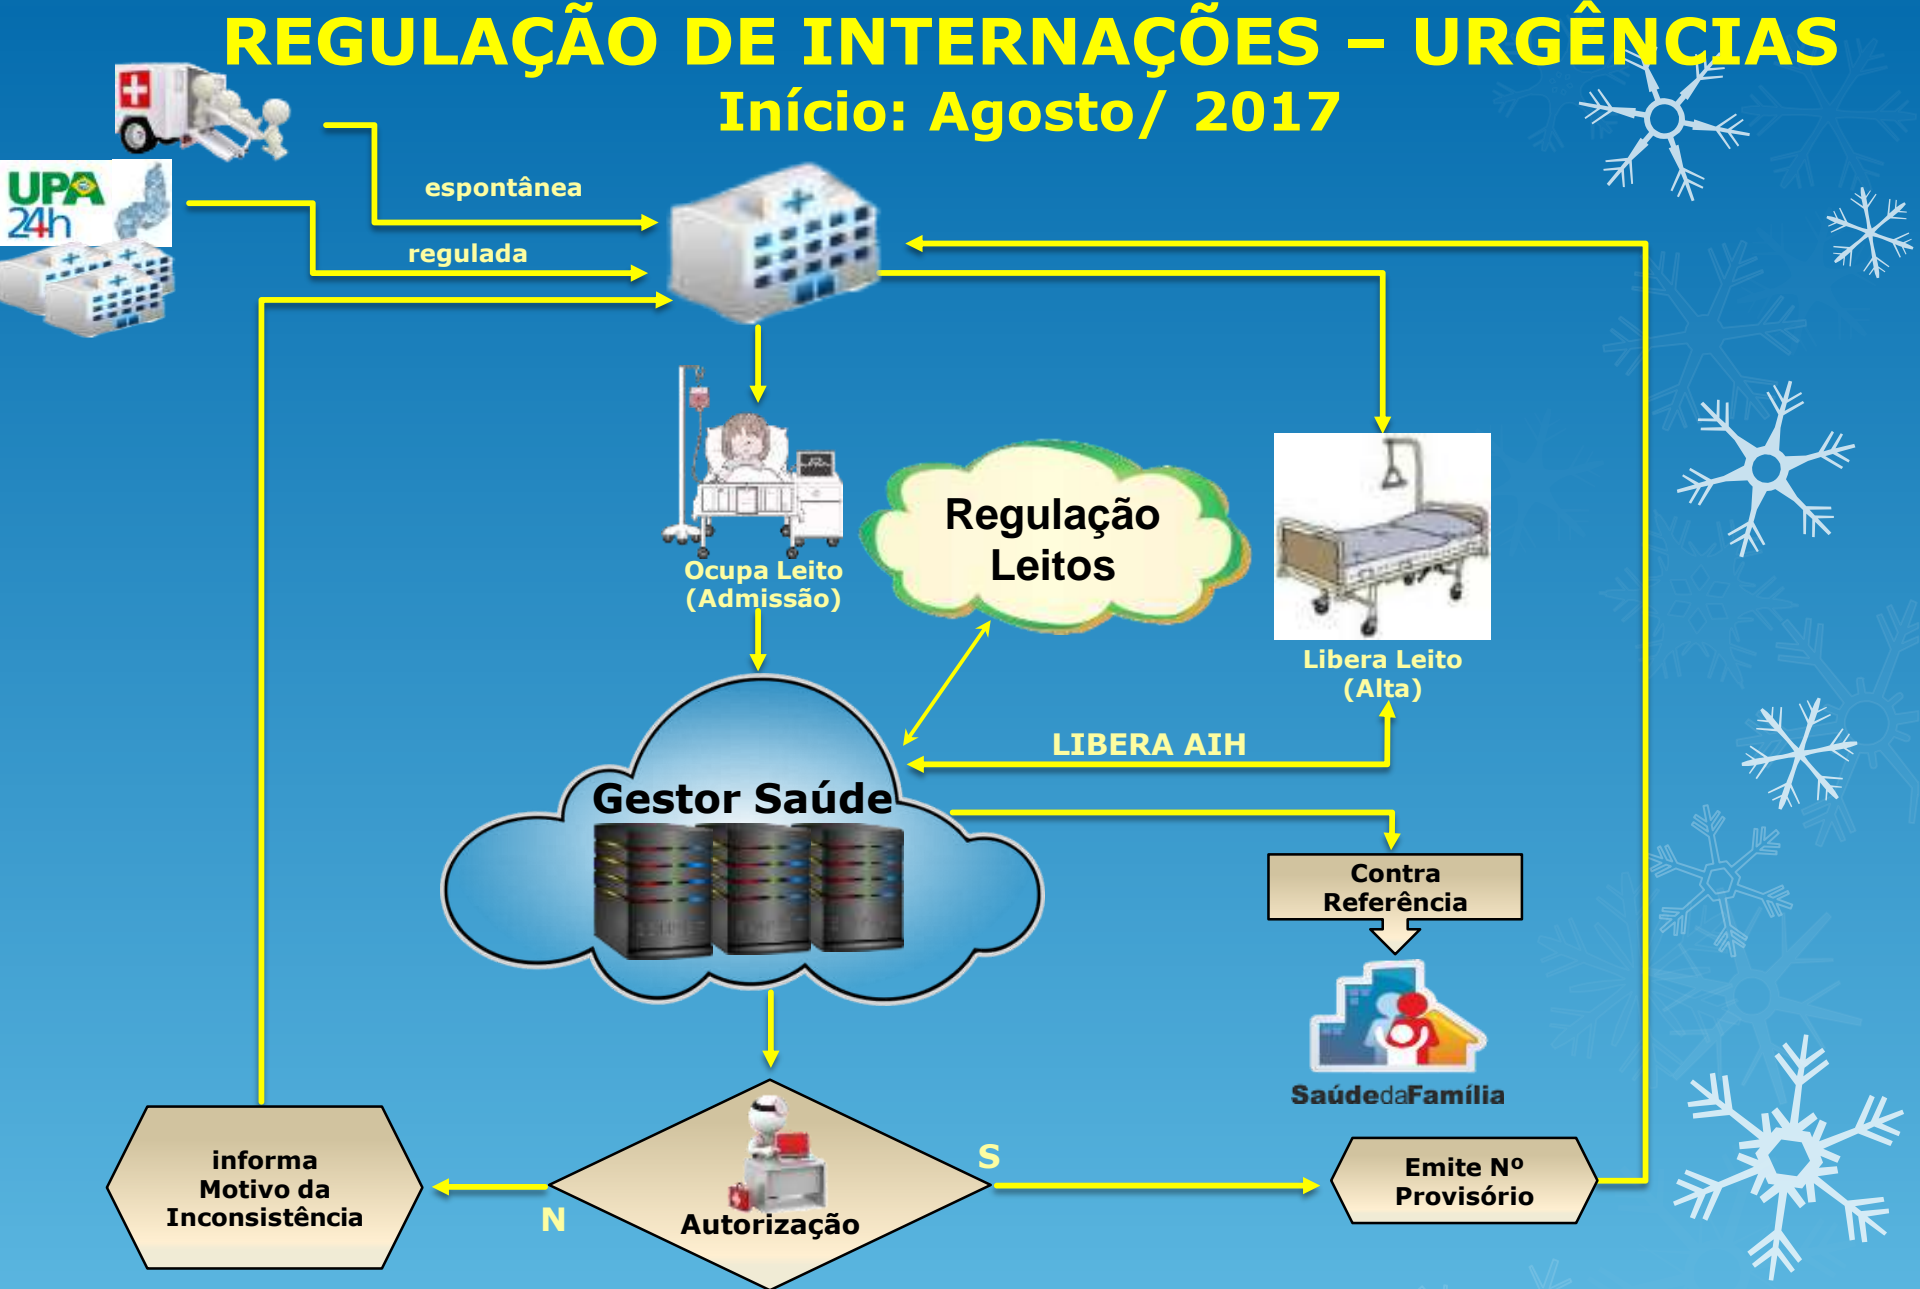 REGULAÇÃO DE INTERNAÇÕES – URGÊNCIAS
Início: Agosto/ 2017
espontânea
UPA
24h
regulada
Regulação
Leitos
Ocupa Leito
(Admissão)
Libera Leito
(Alta)
LIBERA AIH
Gestor Saúde
Contra
Referência
SaúdedaFamília
informa
Motivo da
Inconsistência
N
Autorização
S
Emite Nº
Provisório